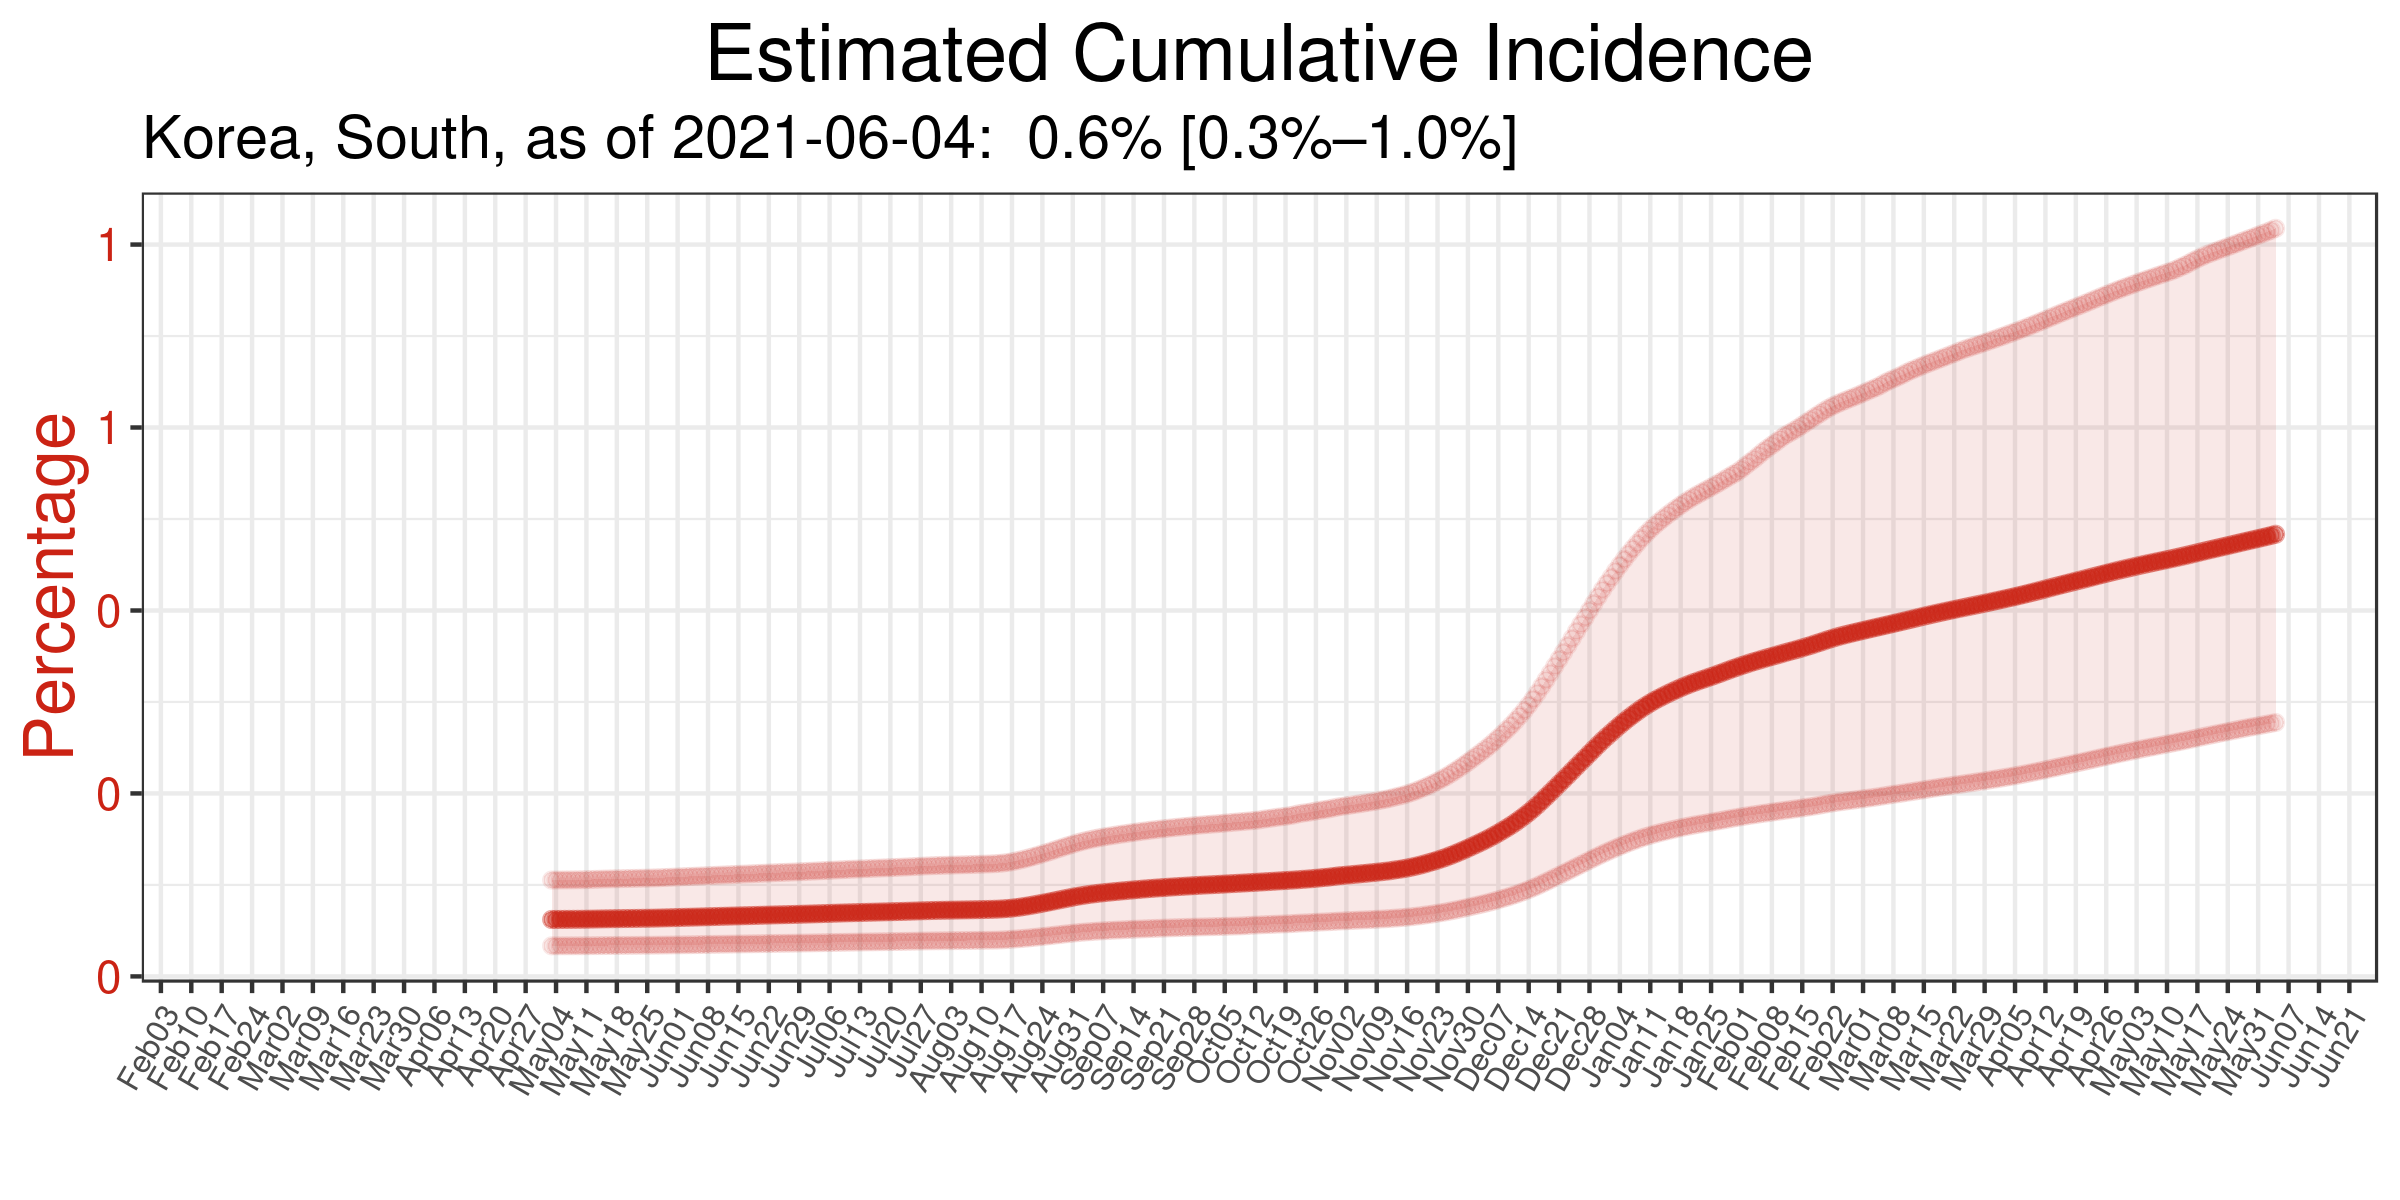 Estimated Cumulative Incidence
Korea, South, as of 2021-06-04:  0.6% [0.3%–1.0%]
Percentage
1
1
0
0
0
Feb03
Feb10
Feb17
Feb24
Mar02
Mar09
Mar16
Mar23
Mar30
Apr06
Apr13
Apr20
Apr27
May04
May11
May18
May25
Jun01
Jun08
Jun15
Jun22
Jun29
Jul06
Jul13
Jul20
Jul27
Aug03
Aug10
Aug17
Aug24
Aug31
Sep07
Sep14
Sep21
Sep28
Oct05
Oct12
Oct19
Oct26
Nov02
Nov09
Nov16
Nov23
Nov30
Dec07
Dec14
Dec21
Dec28
Jan04
Jan11
Jan18
Jan25
Feb01
Feb08
Feb15
Feb22
Mar01
Mar08
Mar15
Mar22
Mar29
Apr05
Apr12
Apr19
Apr26
May03
May10
May17
May24
May31
Jun07
Jun14
Jun21